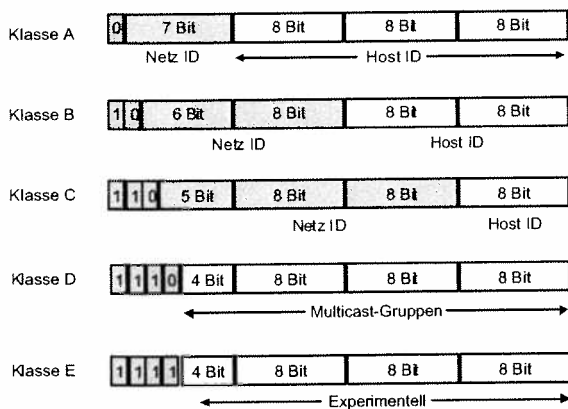 Klasse A 0 7 Bit 8 Bit 8 Bit 8 Bit
Netz ID Host ID
Klasse B 1 0 6 Bit 8 Bit 8 Bit 8 Bit
Netz ID Host ID
Klasse C 1 1 0 5 Bit 8 Bit 8 Bit 8 Bit
Netz ID Host ID
Klasse D 1 1 1 0 4 Bit 8 Bit 8 Bit 8 Bit
Multicast-Gruppen
Klasse E 1 1 1 1 4 Bit 8 Bit 8 Bit 8 Bit
Experimentell